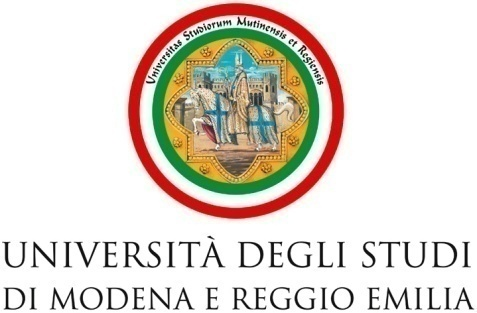 Universitas Studiorum Mutinensis et Regiensis
UNIVERSITÀ DEGLI STUDI
DI MODENA E REGGIO EMILIA